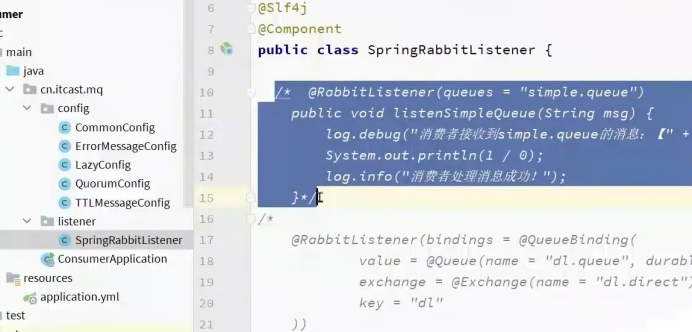 umer
main
java
cn.itcast.mq
config
CommonConfig
ErrorMessageConfig
LazyConfig
QuorumConfig
TTLMessageConfig
listener
SpringRabbitListener
ConsumerApplication
resources
application.yml
test
6 @Slf4j
7 @Component
8 public class SpringRabbitListener {
9
10 /* @RabbitListener(queues = "simple.queue")
11 public void listenSimpleQueue(String msg) {
12 log.debug("消费者接收到simple.queue的消息：【" +
13 System.out.println(1 / 0);
14 log.info("消费者处理消息成功！");
15 }*/
16 /*
17 @RabbitListener(bindings = @QueueBinding(
18 value = @Queue(name = "dl.queue", durabl
19 exchange = @Exchange(name = "dl.direct")
20 key = "dl"
21 ))